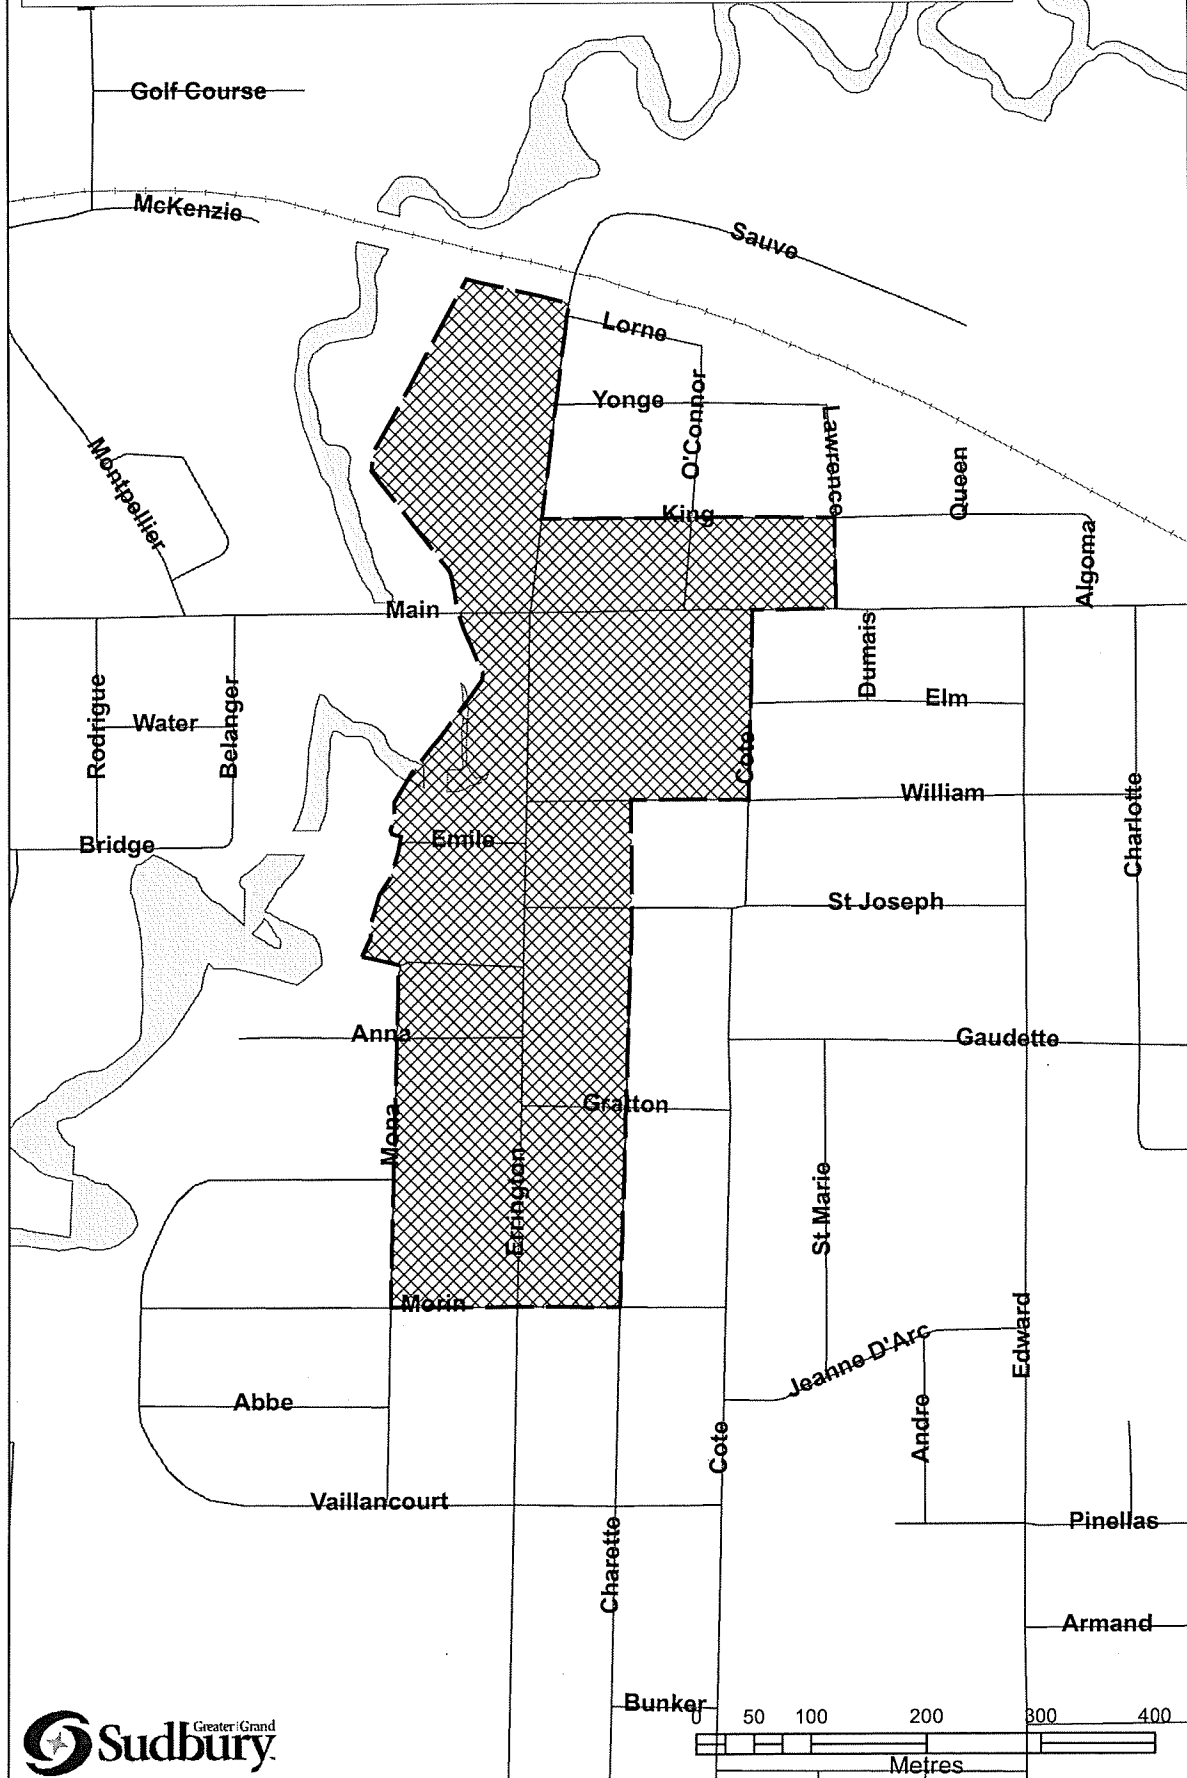 Golf Course
McKenzie
Sauve
Lorne
Yonge
O'Connor
Lawrence
Montpellier
Queen
King
Algoma
Main
Dumais
Rodrigue
Water
Belanger
Elm
Cote
William
Charlotte
Bridge
Emile
St Joseph
Anna
Gaudette
Gratton
Mona
Errington
St Marie
Morin
Edward
Jeanne D'Arc
Abbe
Andre
Cote
Vaillancourt
Pinellas
Charette
Armand
Bunker
0 50 100 200 300 400
Metres
Greater Grand
Sudbury